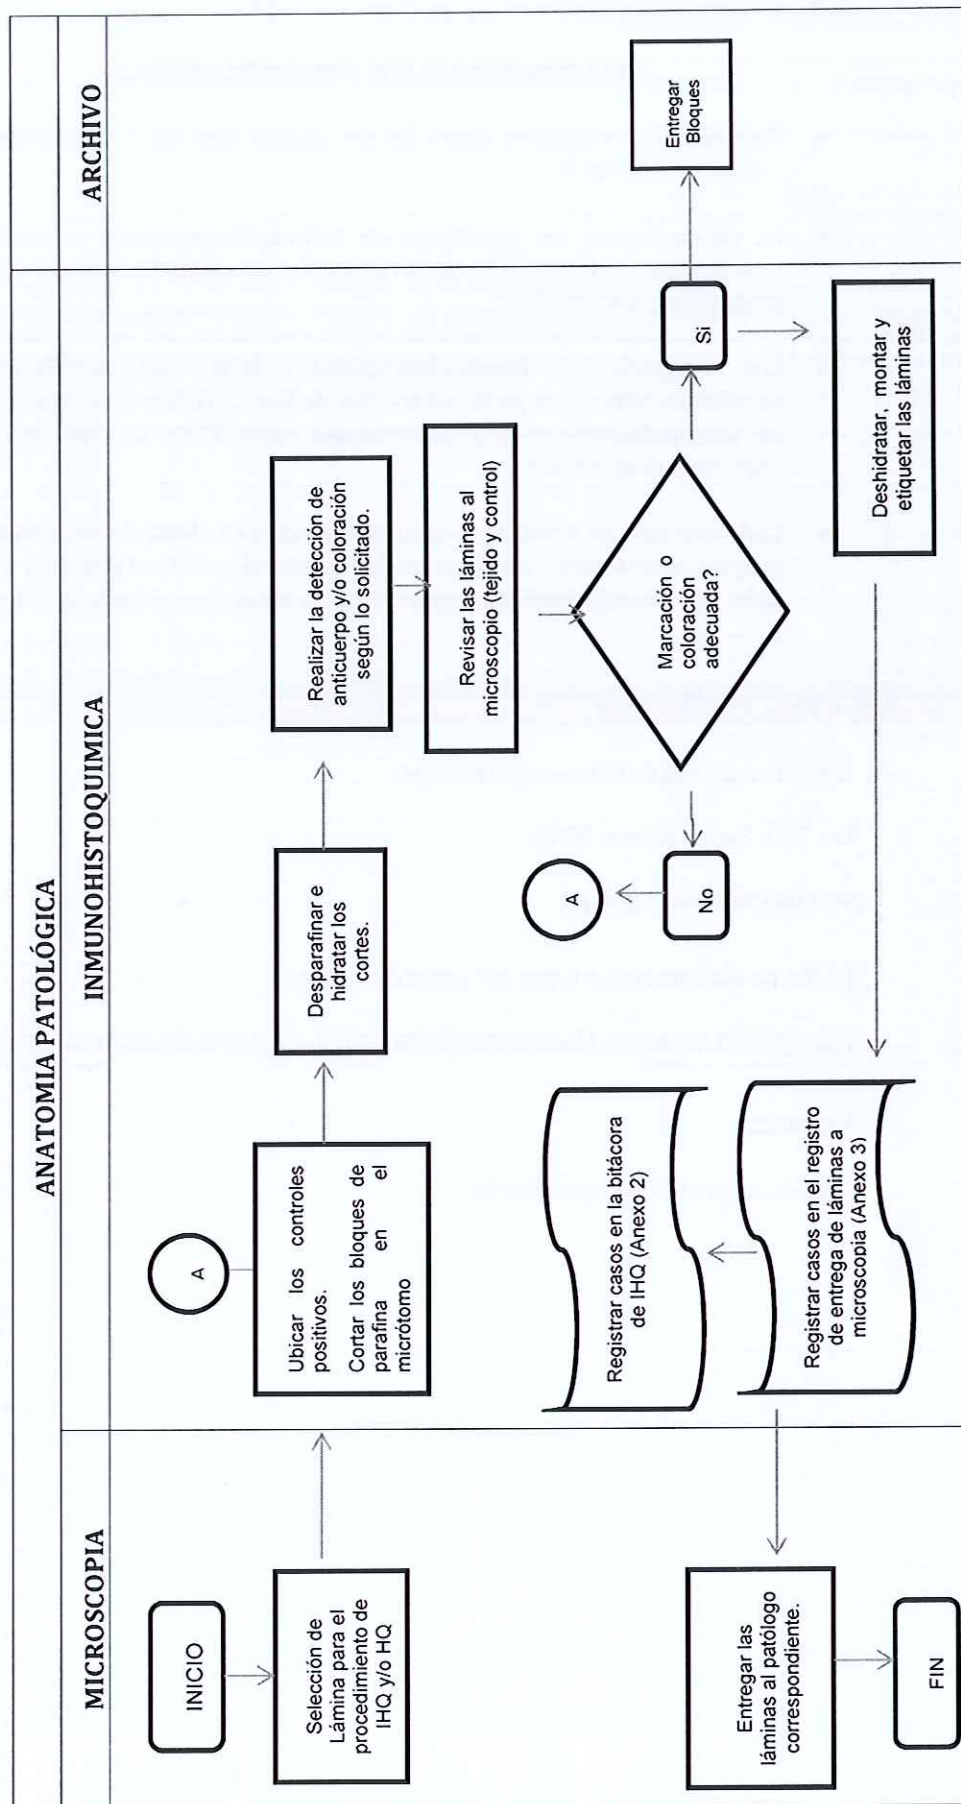 ANATOMIA PATOLÓGICA
MICROSCOPIA
INMUNOHISTOQUIMICA
ARCHIVO
INICIO
Selección de
Lámina para el
procedimiento de
IHQ y/o HQ
A
Ubicar los controles
positivos.
Cortar los bloques de
parafina en el
micrótomo
Desparafinar e
hidratar los
cortes.
Realizar la detección de
anticuerpo y/o coloración
según lo solicitado.
Revisar las láminas al
microscopio (tejido y control)
Marcación o
coloración
adecuada?
No
A
Si
Entregar
Bloques
Deshidratar, montar y
etiquetar las láminas
Registrar casos en la bitácora
de IHQ (Anexo 2)
Registrar casos en el registro
de entrega de láminas a
microscopia (Anexo 3)
Entregar las
láminas al patólogo
correspondiente.
FIN